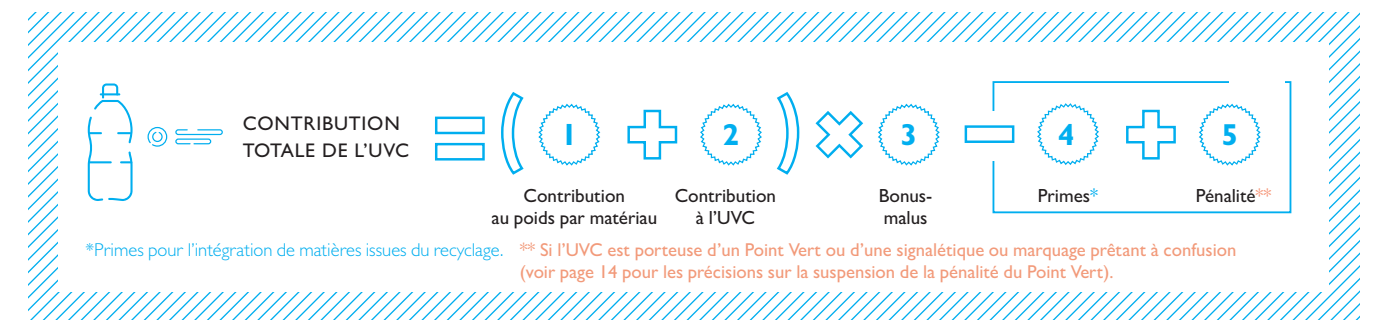 CONTRIBUTION
TOTALE DE L’UVC
= ( 1 + 2 ) × 3 − 4 + 5
Contribution
au poids par matériau
Contribution
à l’UVC
Bonus-
malus
Primes*
Pénalité**
*Primes pour l’intégration de matières issues du recyclage.
** Si l’UVC est porteuse d’un Point Vert ou d’une signalétique ou marquage prêtant à confusion
(voir page 14 pour les précisions sur la suspension de la pénalité du Point Vert).